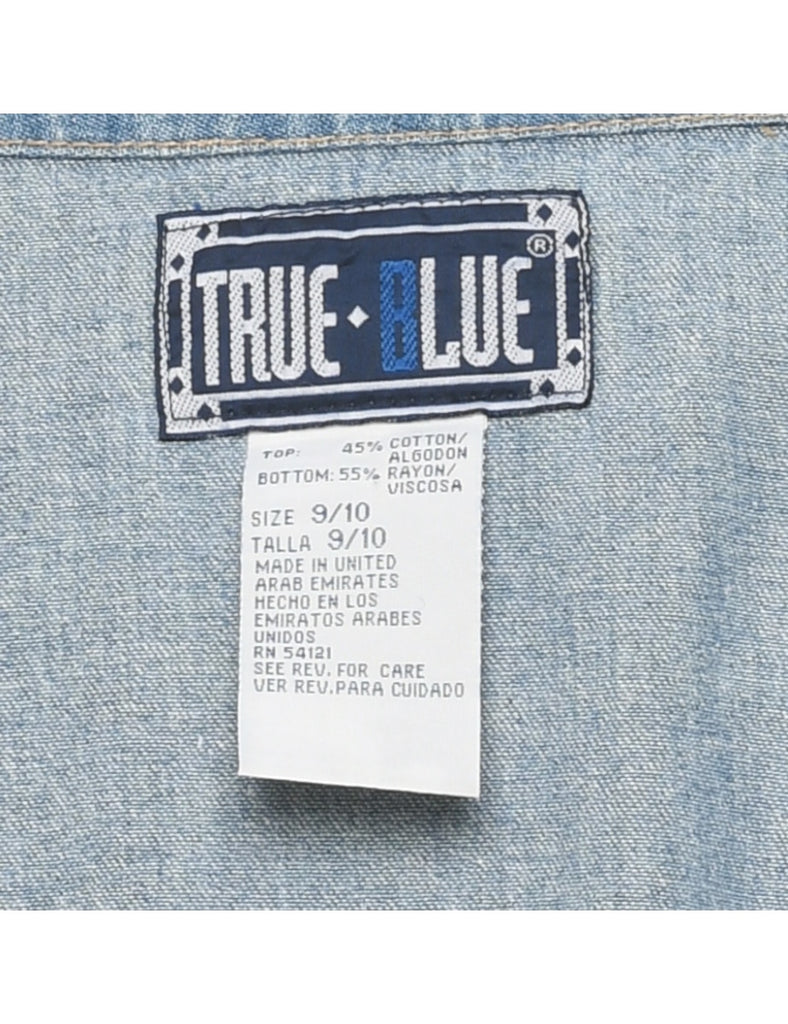 TRUE ◆ BLUE ®
TOP: 45% COTTON/
ALGODON
BOTTOM: 55% RAYON/
VISCOSA
SIZE 9/10
TALLA 9/10
MADE IN UNITED
ARAB EMIRATES
HECHO EN LOS
EMIRATOS ARABES
UNIDOS
RN 54121
SEE REV. FOR CARE
VER REV.PARA CUIDADO